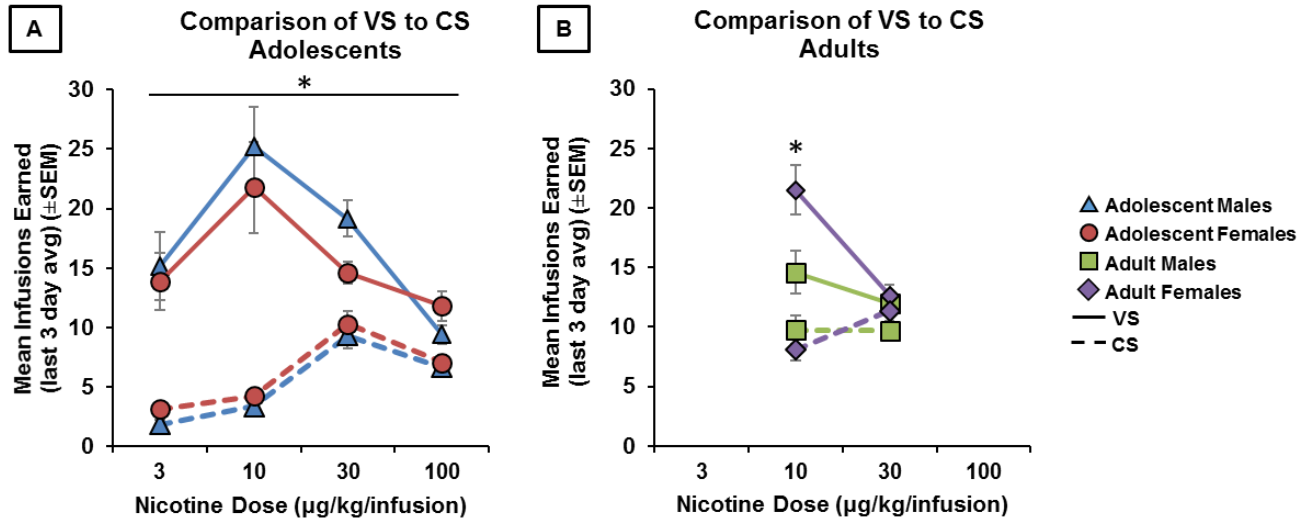 A
Comparison of VS to CS
Adolescents
*
Mean Infusions Earned
(last 3 day avg) (±SEM)
30
25
20
15
10
5
0
3 10 30 100
Nicotine Dose (µg/kg/infusion)
B
Comparison of VS to CS
Adults
*
Mean Infusions Earned
(last 3 day avg) (±SEM)
30
25
20
15
10
5
0
3 10 30 100
Nicotine Dose (µg/kg/infusion)
Adolescent Males
Adolescent Females
Adult Males
Adult Females
VS
CS